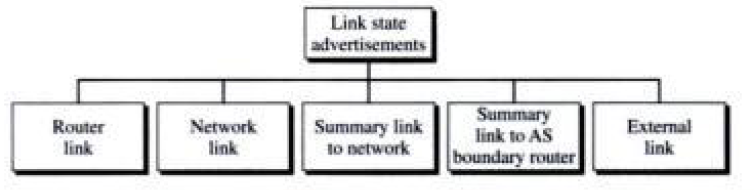 Link state
advertisements
Router
link
Network
link
Summary link
to network
Summary
link to AS
boundary router
External
link